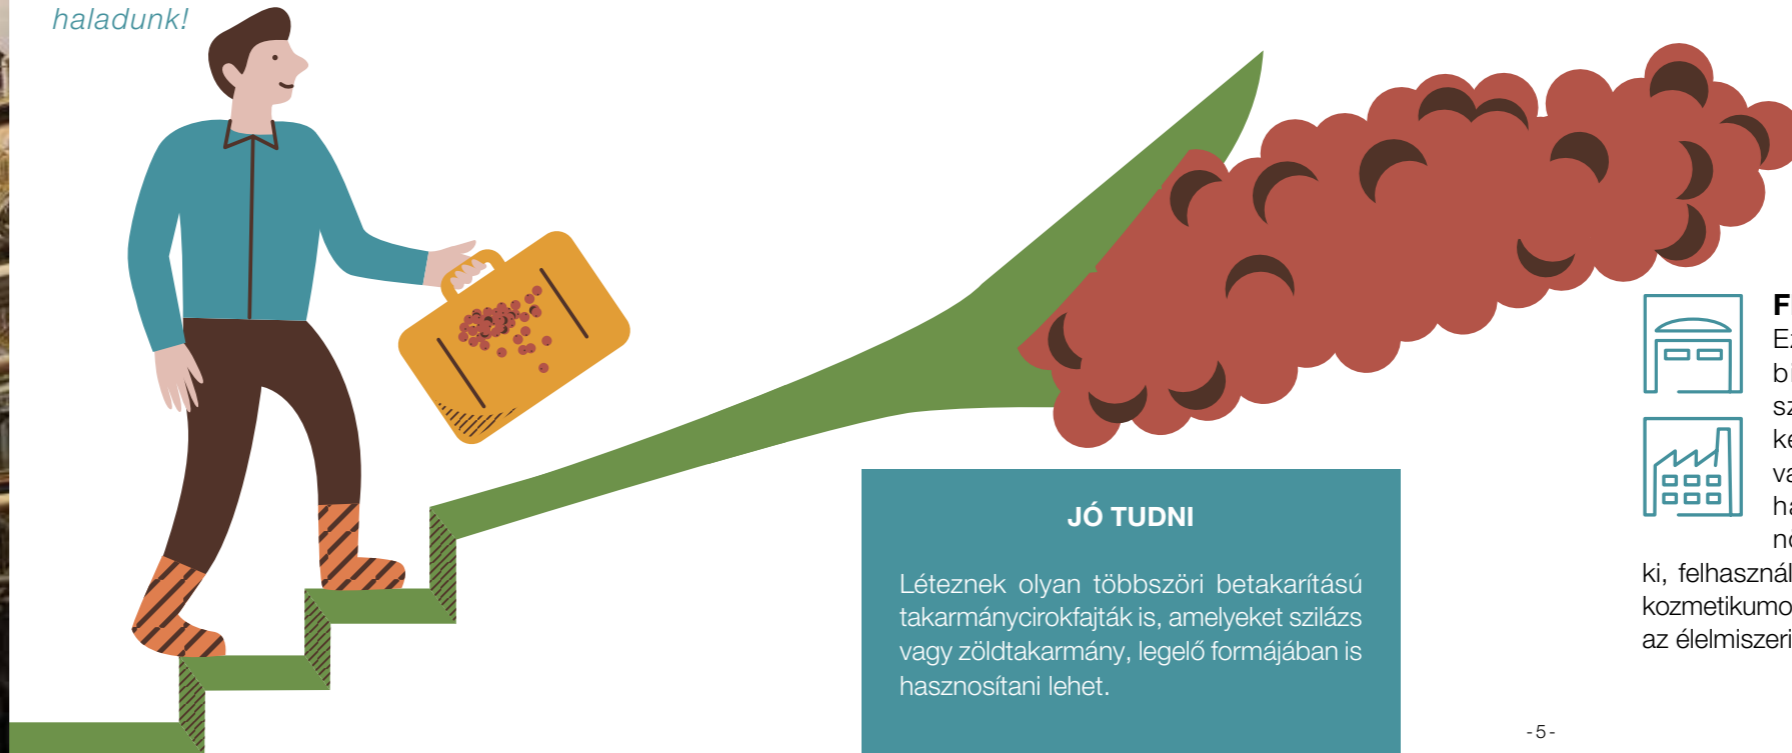 haladunk!
JÓ TUDNI
Léteznek olyan többszöri betakarítású
takarmánycirokfajták is, amelyeket szilázs
vagy zöldtakarmány, legelő formájában is
hasznosítani lehet.
ki, felhasznál
kozmetikumo
az élelmiszeri
-5-